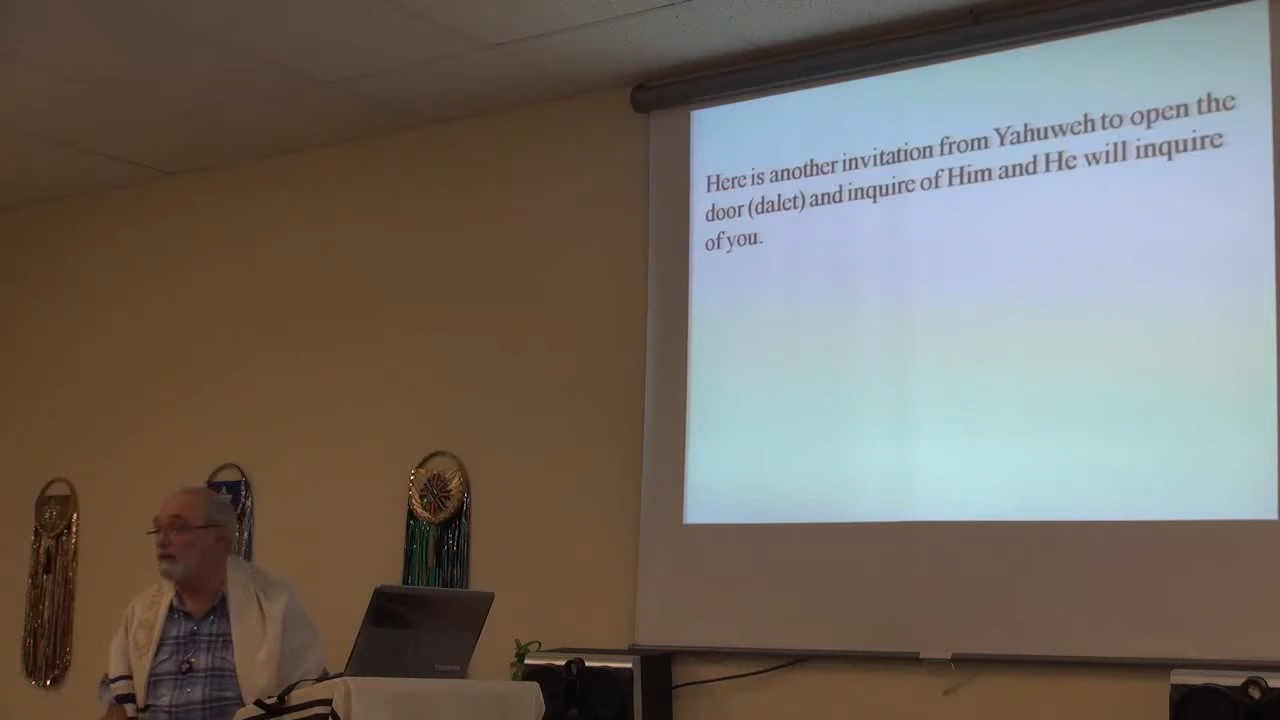 Here is another invitation from Yahuweh to open the
door (dalet) and inquire of Him and He will inquire
of you.
TOSHIBA